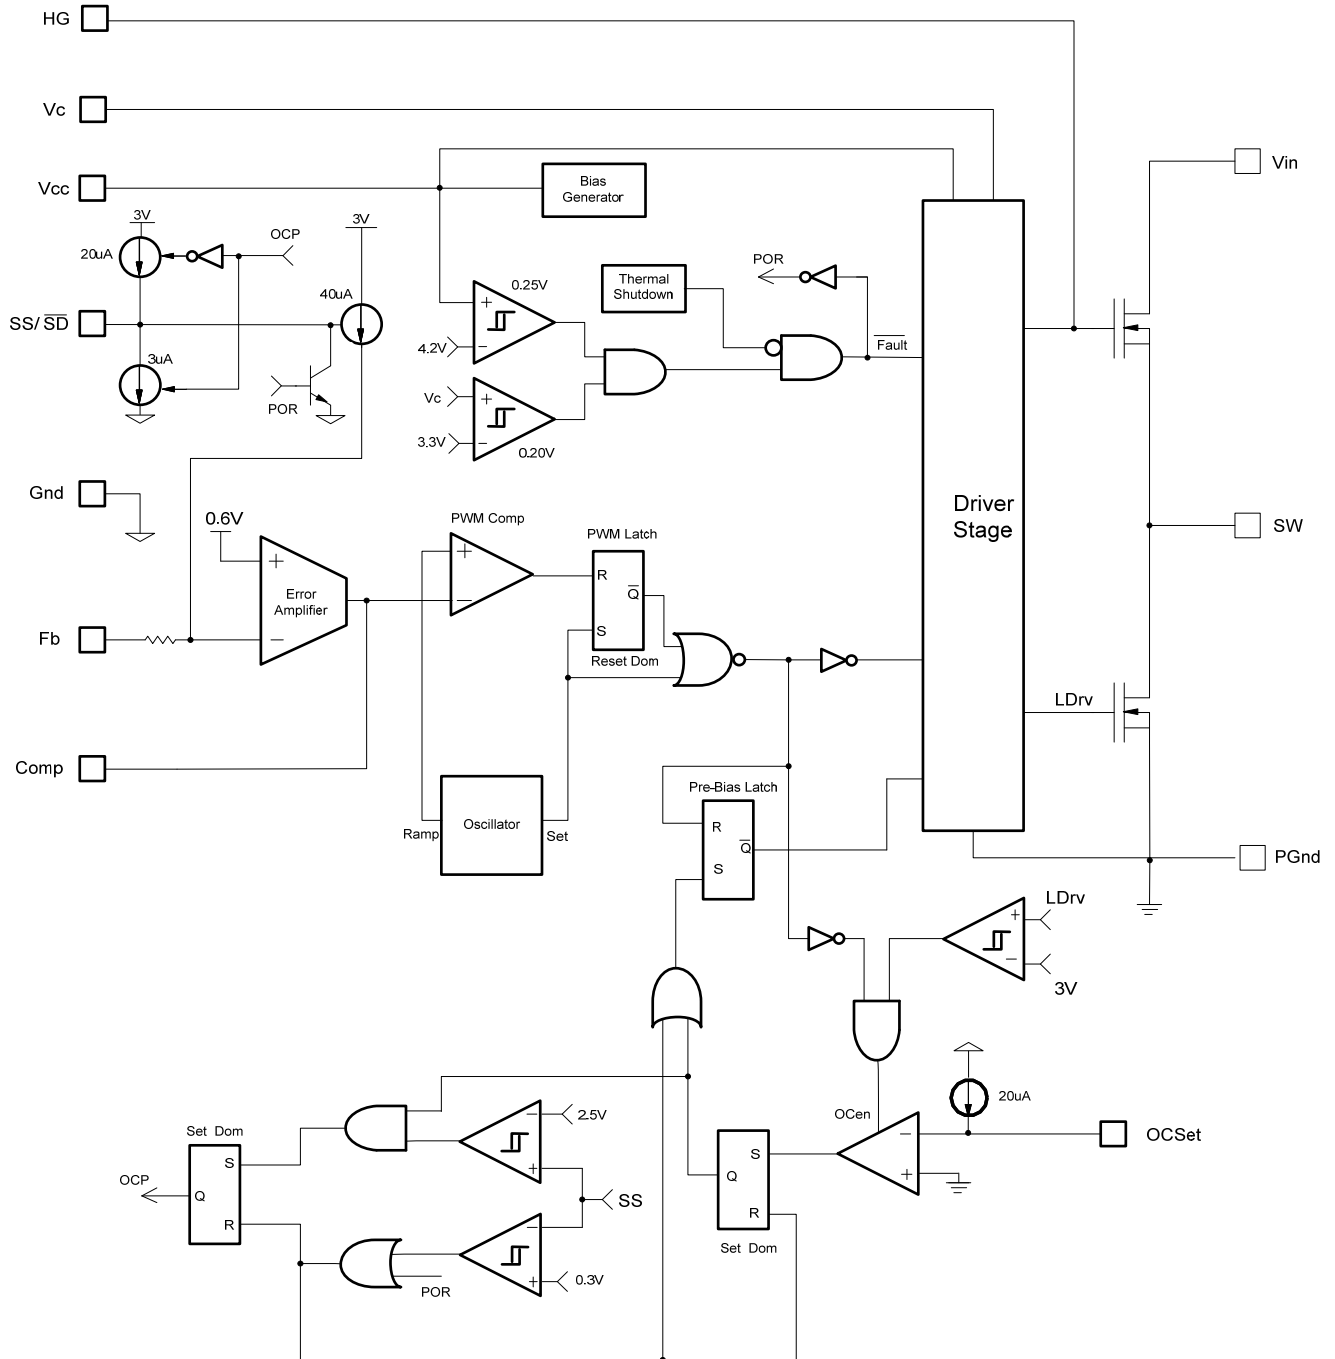 HG
Vc
Vcc
Bias
Generator
Vin
3V
3V
OCP
20uA
40uA
SS/ SD
3uA
POR
0.25V
4.2V
Vc
3.3V
0.20V
Thermal
Shutdown
POR
Fault
Driver
Stage
Gnd
0.6V
Error
Amplifier
Fb
Comp
PWM Comp
PWM Latch
R
Q
S
Reset Dom
SW
LDrv
Ramp
Oscillator
Set
Pre-Bias Latch
R
Q
S
PGnd
LDrv
3V
OCen
20uA
OCSet
Set Dom
S
Q
R
OCP
2.5V
SS
0.3V
POR
S
Q
R
Set Dom